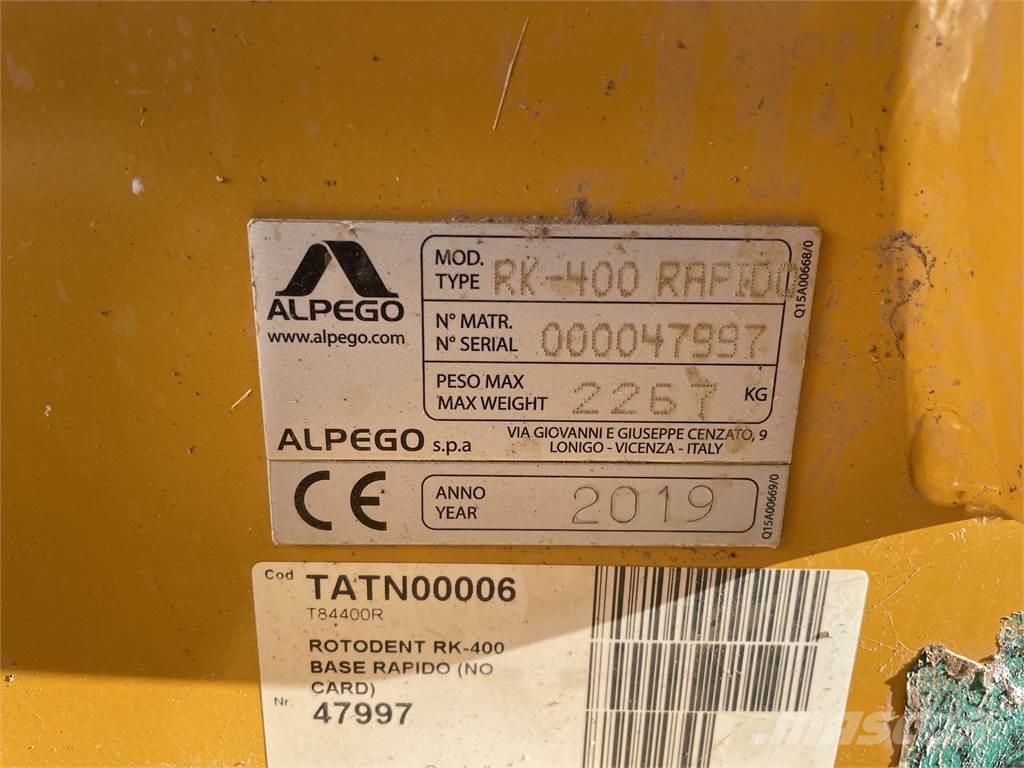 ALPEGO
www.alpego.com
MOD.
TYPE RK-400 RAPIDO
N° MATR.
N° SERIAL 000047997
PESO MAX
MAX WEIGHT 2267 KG
ALPEGO s.p.a
VIA GIOVANNI E GIUSEPPE CENZATO, 9
LONIGO - VICENZA - ITALY
Q15A00668/0
CE
ANNO
YEAR 2019
Q15A00669/0
Cod TATN00006
T84400R
ROTODENT RK-400
BASE RAPIDO (NO
CARD)
Nr. 47997
mascus